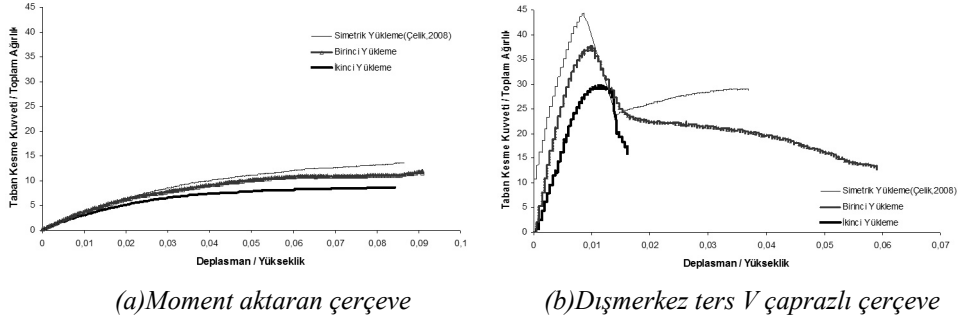 Taban Kesme Kuvveti / Toplam Ağırlık
45
40
35
30
25
20
15
10
5
0
Simetrik Yükleme(Çelik,2008)
Birinci Yükleme
İkinci Yükleme
0 0,01 0,02 0,03 0,04 0,05 0,06 0,07 0,08 0,09 0,1
Deplasman / Yükseklik
(a)Moment aktaran çerçeve
Taban Kesme Kuvveti / Toplam Ağırlık
45
40
35
30
25
20
15
10
5
0
Simetrik Yükleme(Çelik,2008)
Birinci Yükleme
İkinci Yükleme
0 0,01 0,02 0,03 0,04 0,05 0,06 0,07
Deplasman / Yükseklik
(b)Dışmerkez ters V çaprazlı çerçeve